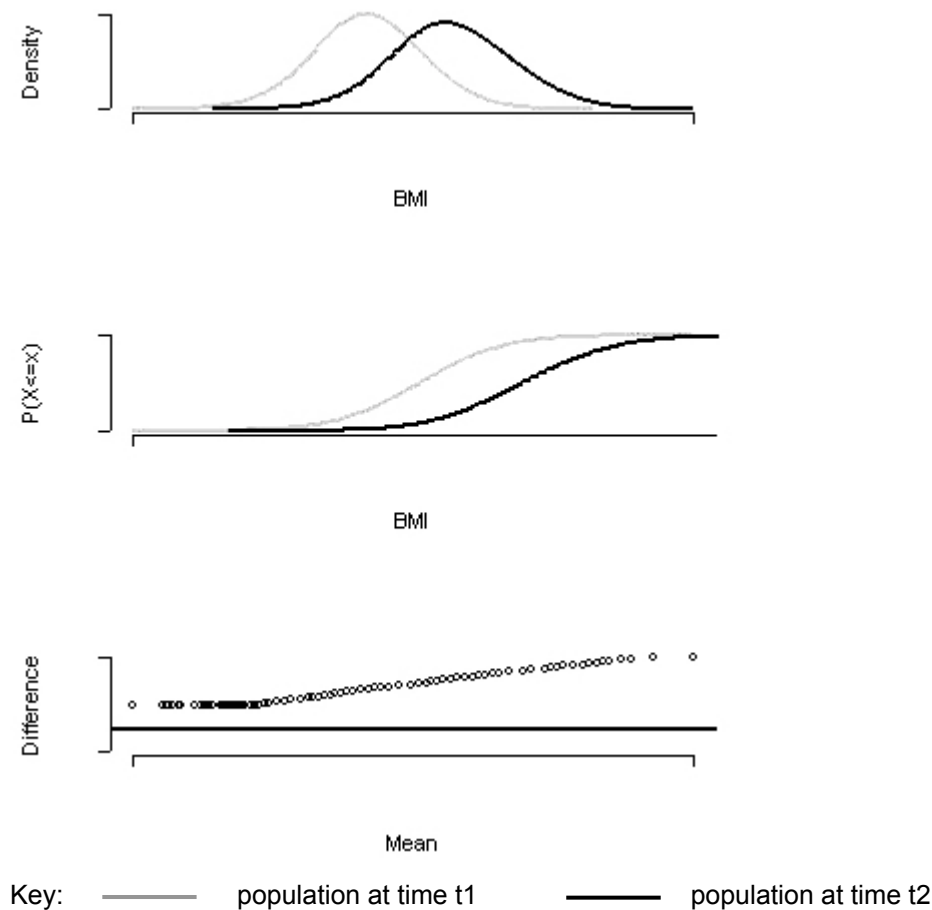 Density
BMI
P(X<=x)
BMI
Difference
Mean
Key: population at time t1 population at time t2